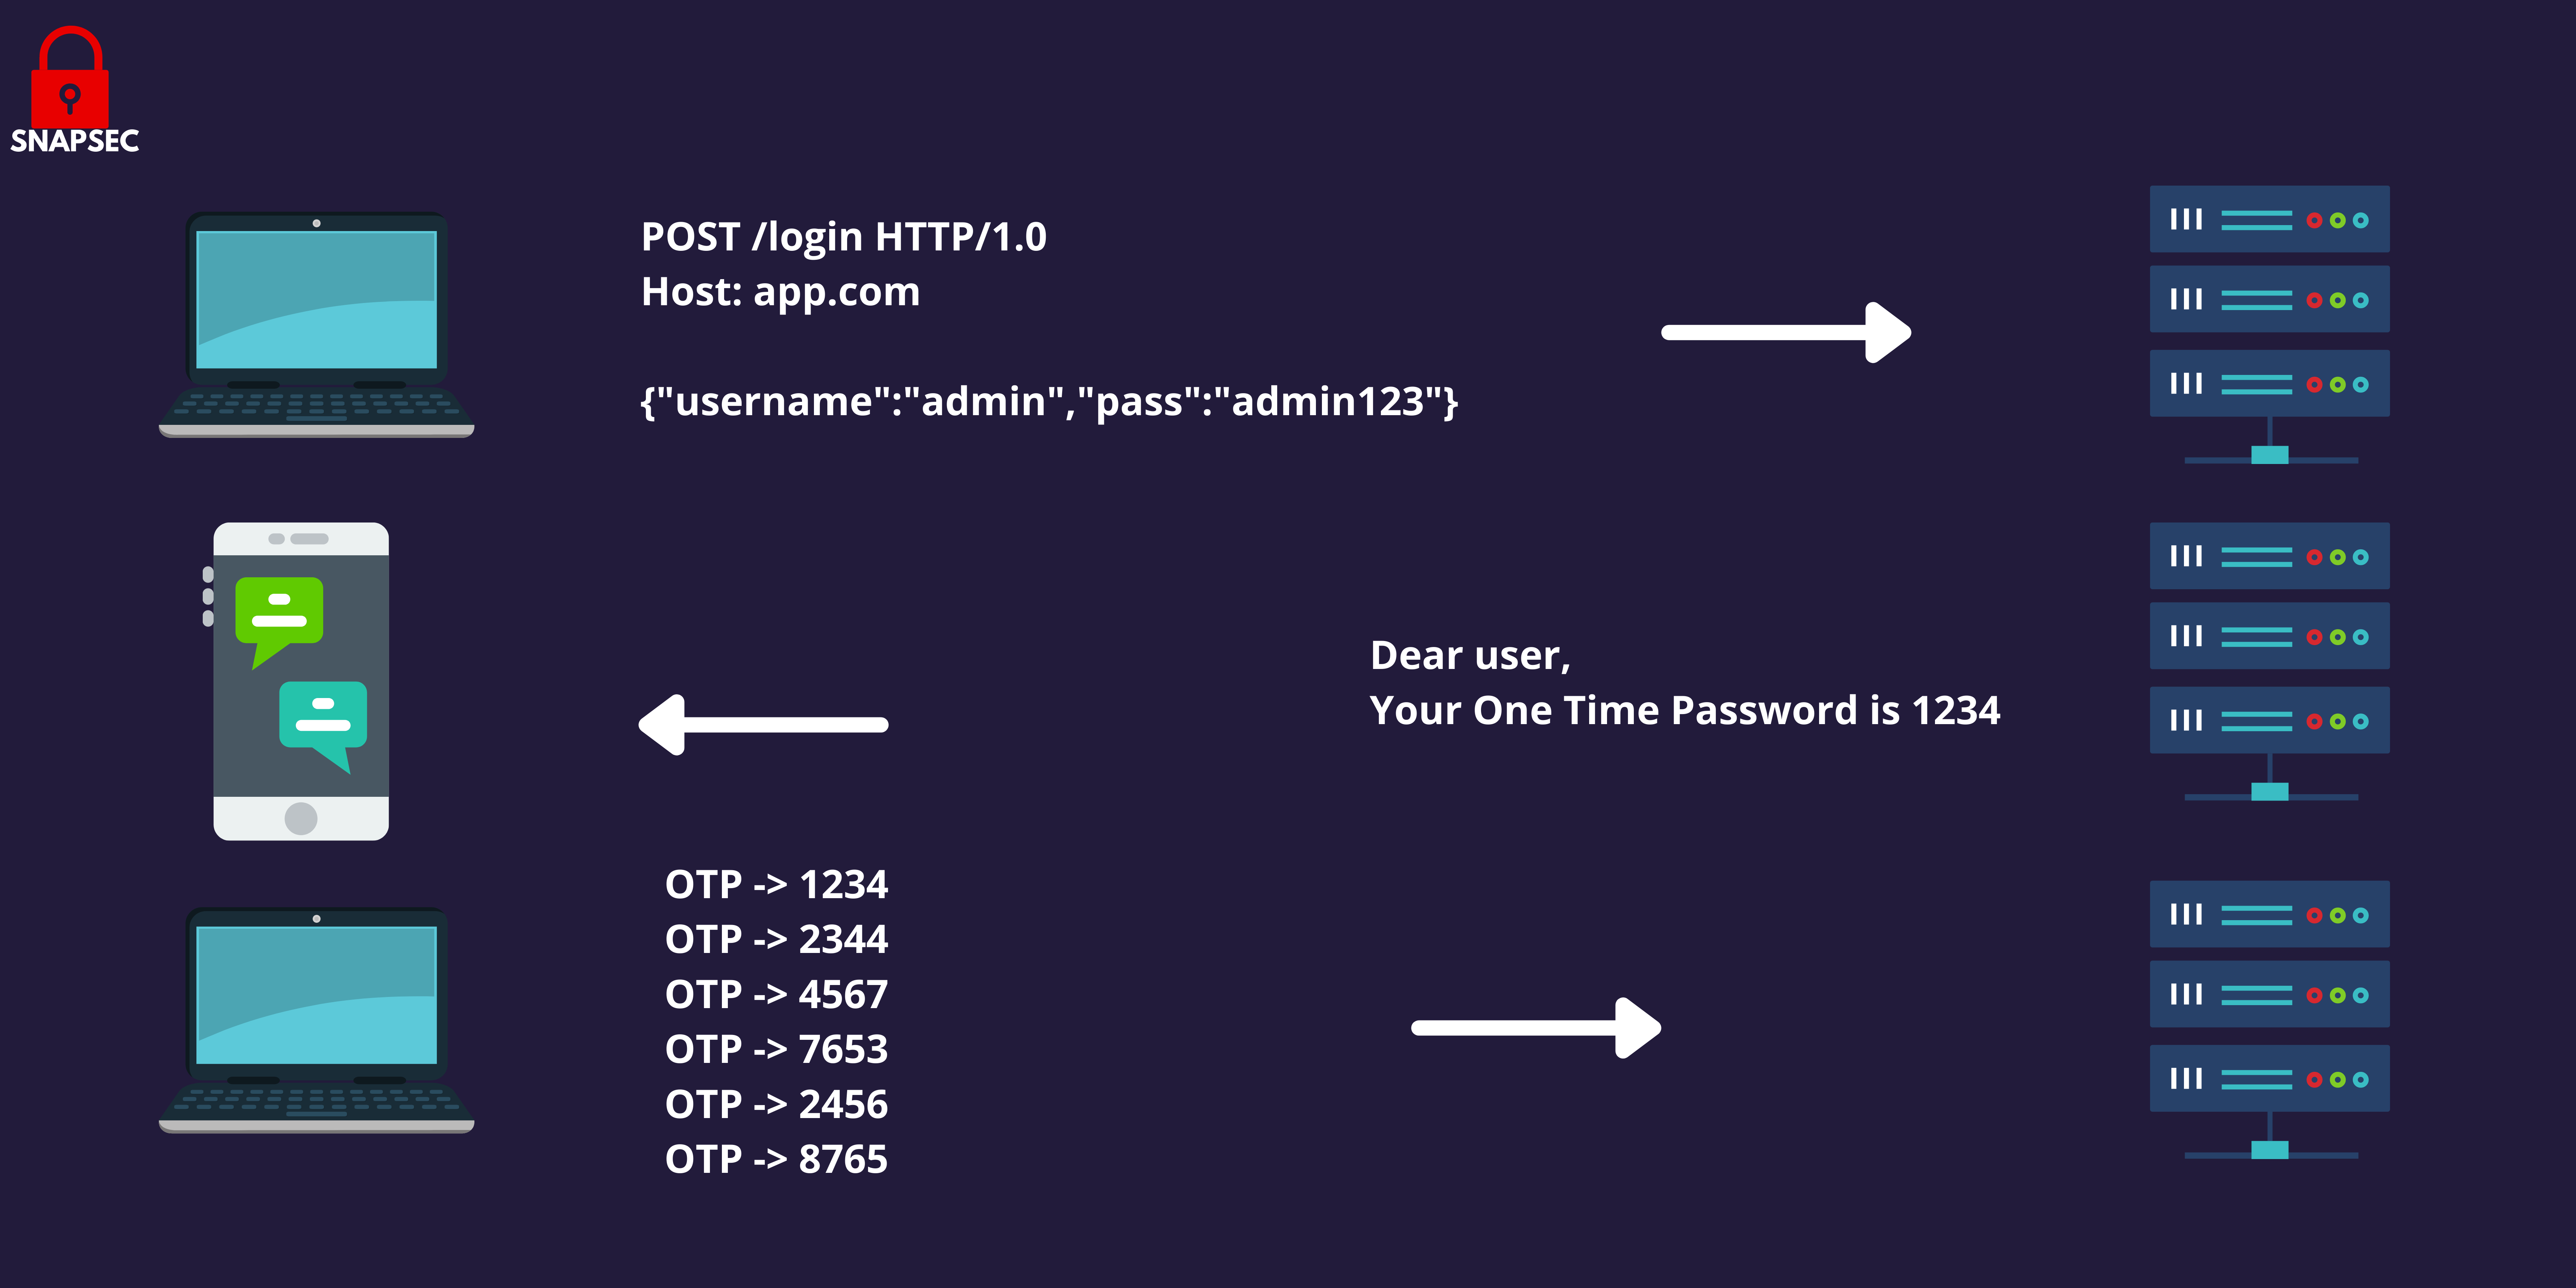 SNAPSEC
POST /login HTTP/1.0
Host: app.com
{"username":"admin","pass":"admin123"}
Dear user,
Your One Time Password is 1234
OTP -> 1234
OTP -> 2344
OTP -> 4567
OTP -> 7653
OTP -> 2456
OTP -> 8765